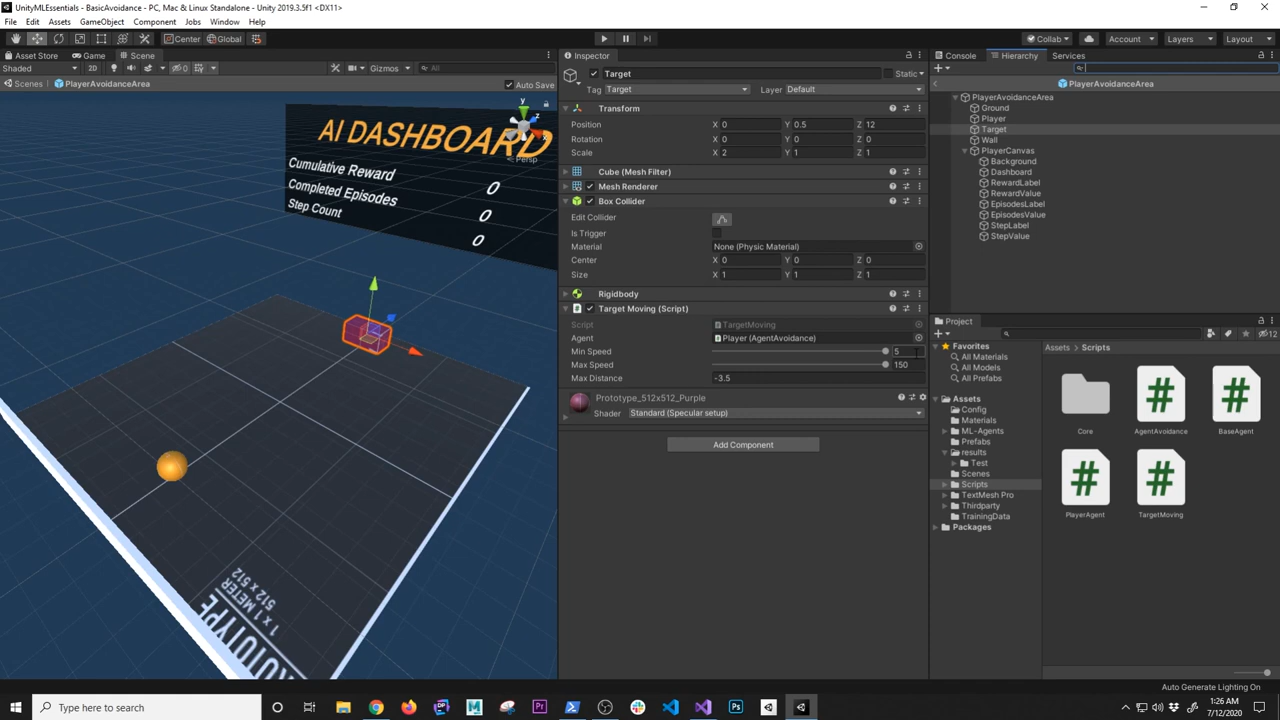 UnityMLEssentials - BasicAvoidance - PC, Mac & Linux Standalone - Unity 2019.3.5f1 <DX11>
File Edit Assets GameObject Component Jobs Window Help
Center Global Collab Account Layers Layout
Asset Store Game Scene
Shaded 2D 0 Gizmos All
Scenes PlayerAvoidanceArea Auto Save
AI DASHBOARD
Cumulative Reward 0
Completed Episodes 0
Step Count 0
y
z
Persp
PROTOTYPE
1 x 1 METER
512 x 512
Inspector
Target Static
Tag Target Layer Default
Transform
Position X 0 Y 0.5 Z 12
Rotation X 0 Y 0 Z 0
Scale X 2 Y 1 Z 1
Cube (Mesh Filter)
Mesh Renderer
Box Collider
Edit Collider
Is Trigger
Material None (Physic Material)
Center X 0 Y 0 Z 0
Size X 1 Y 1 Z 1
Rigidbody
Target Moving (Script)
Script TargetMoving
Agent Player (AgentAvoidance)
Min Speed 5
Max Speed 150
Max Distance -3.5
Prototype_512x512_Purple
Shader Standard (Specular setup)
Add Component
Console Hierarchy Services
PlayerAvoidanceArea
PlayerAvoidanceArea
Ground
Player
Target
Wall
PlayerCanvas
Background
Dashboard
RewardLabel
RewardValue
EpisodesLabel
EpisodesValue
StepLabel
StepValue
Project
12
Favorites
All Materials
All Models
All Prefabs
Assets
Config
Materials
ML-Agents
Prefabs
results
Test
Scenes
Scripts
TextMesh Pro
Thirdparty
TrainingData
Packages
Assets Scripts
Core AgentAvoidance BaseAgent
PlayerAgent TargetMoving
Auto Generate Lighting On
Type here to search
1:26 AM
7/12/2020